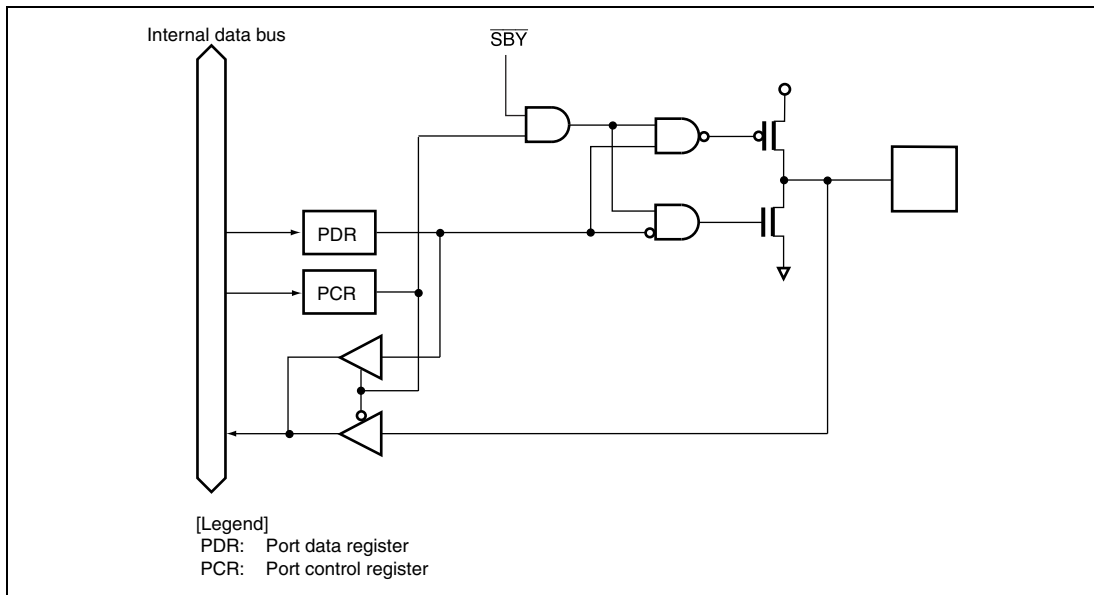 Internal data bus
SBY
PDR
PCR
[Legend]
PDR: Port data register
PCR: Port control register